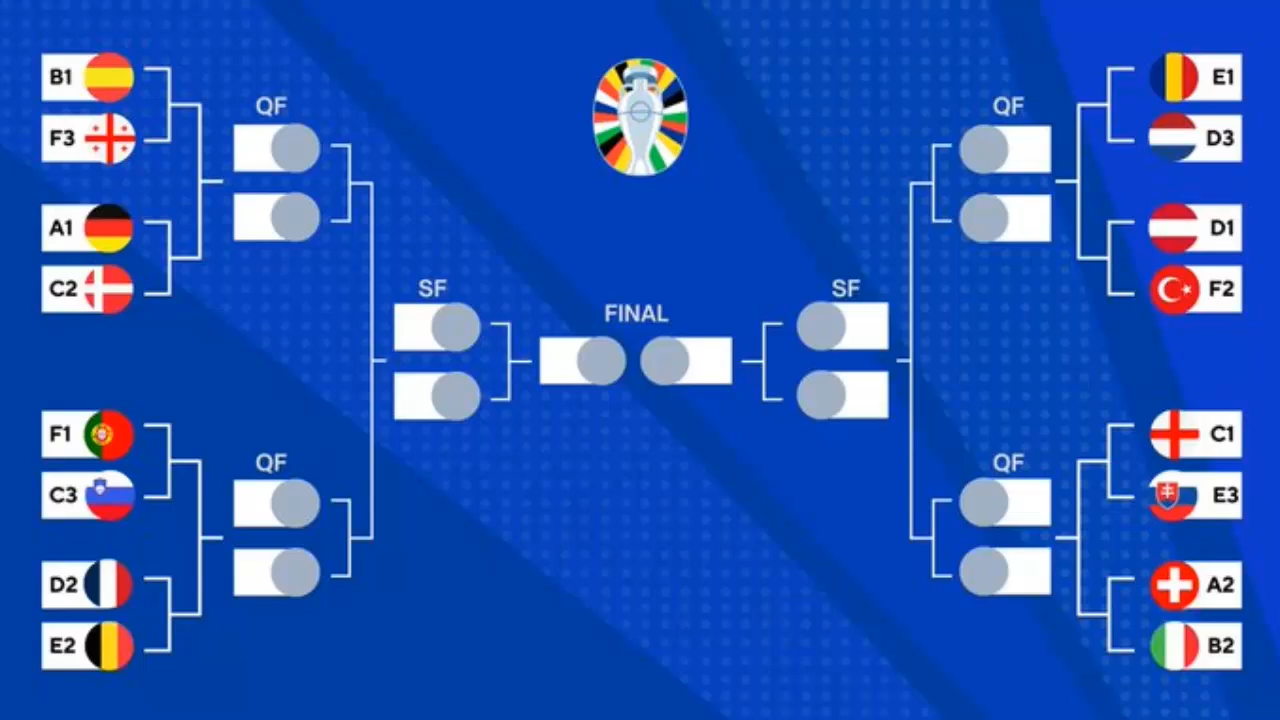 B1
F3
A1
C2
QF
SF
F1
C3
D2
E2
QF
FINAL
E1
D3
D1
F2
QF
SF
C1
E3
A2
B2
QF